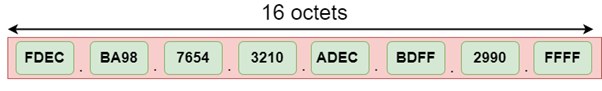 16 octets
FDEC . BA98 . 7654 . 3210 . ADEC . BDFF . 2990 . FFFF